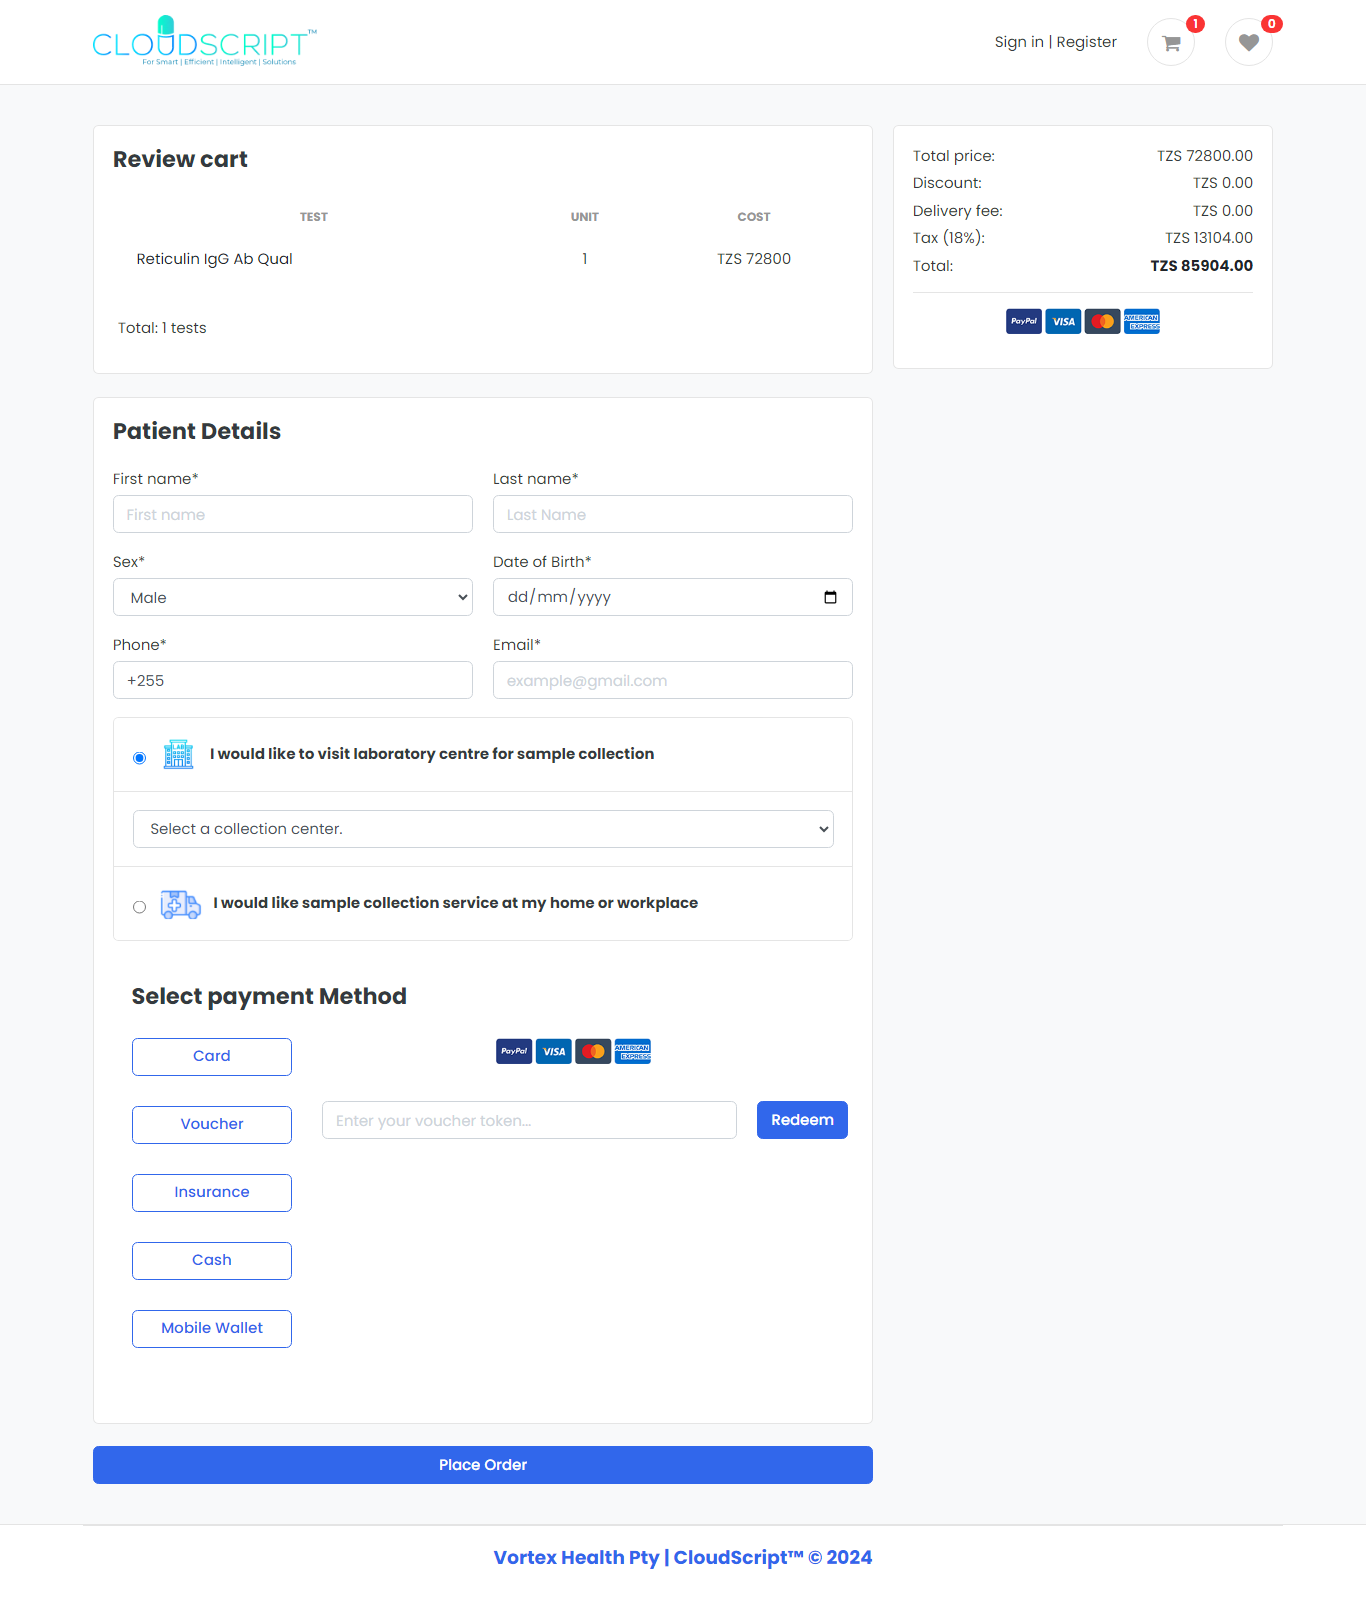 CLOUDSCRIPT™
For Smart | Efficient | Intelligent | Solutions
Sign in | Register
1
0
Review cart
TEST UNIT COST
Reticulin IgG Ab Qual 1 TZS 72800
Total: 1 tests
Total price: TZS 72800.00
Discount: TZS 0.00
Delivery fee: TZS 0.00
Tax (18%): TZS 13104.00
Total: TZS 85904.00
PayPal VISA AMERICAN EXPRESS
Patient Details
First name* Last name*
First name Last Name
Sex* Date of Birth*
Male dd/mm/yyyy
Phone* Email*
+255 example@gmail.com
LAB I would like to visit laboratory centre for sample collection
Select a collection center.
I would like sample collection service at my home or workplace
Select payment Method
Card PayPal VISA AMERICAN EXPRESS
Voucher Enter your voucher token... Redeem
Insurance
Cash
Mobile Wallet
Place Order
Vortex Health Pty | CloudScript™ © 2024